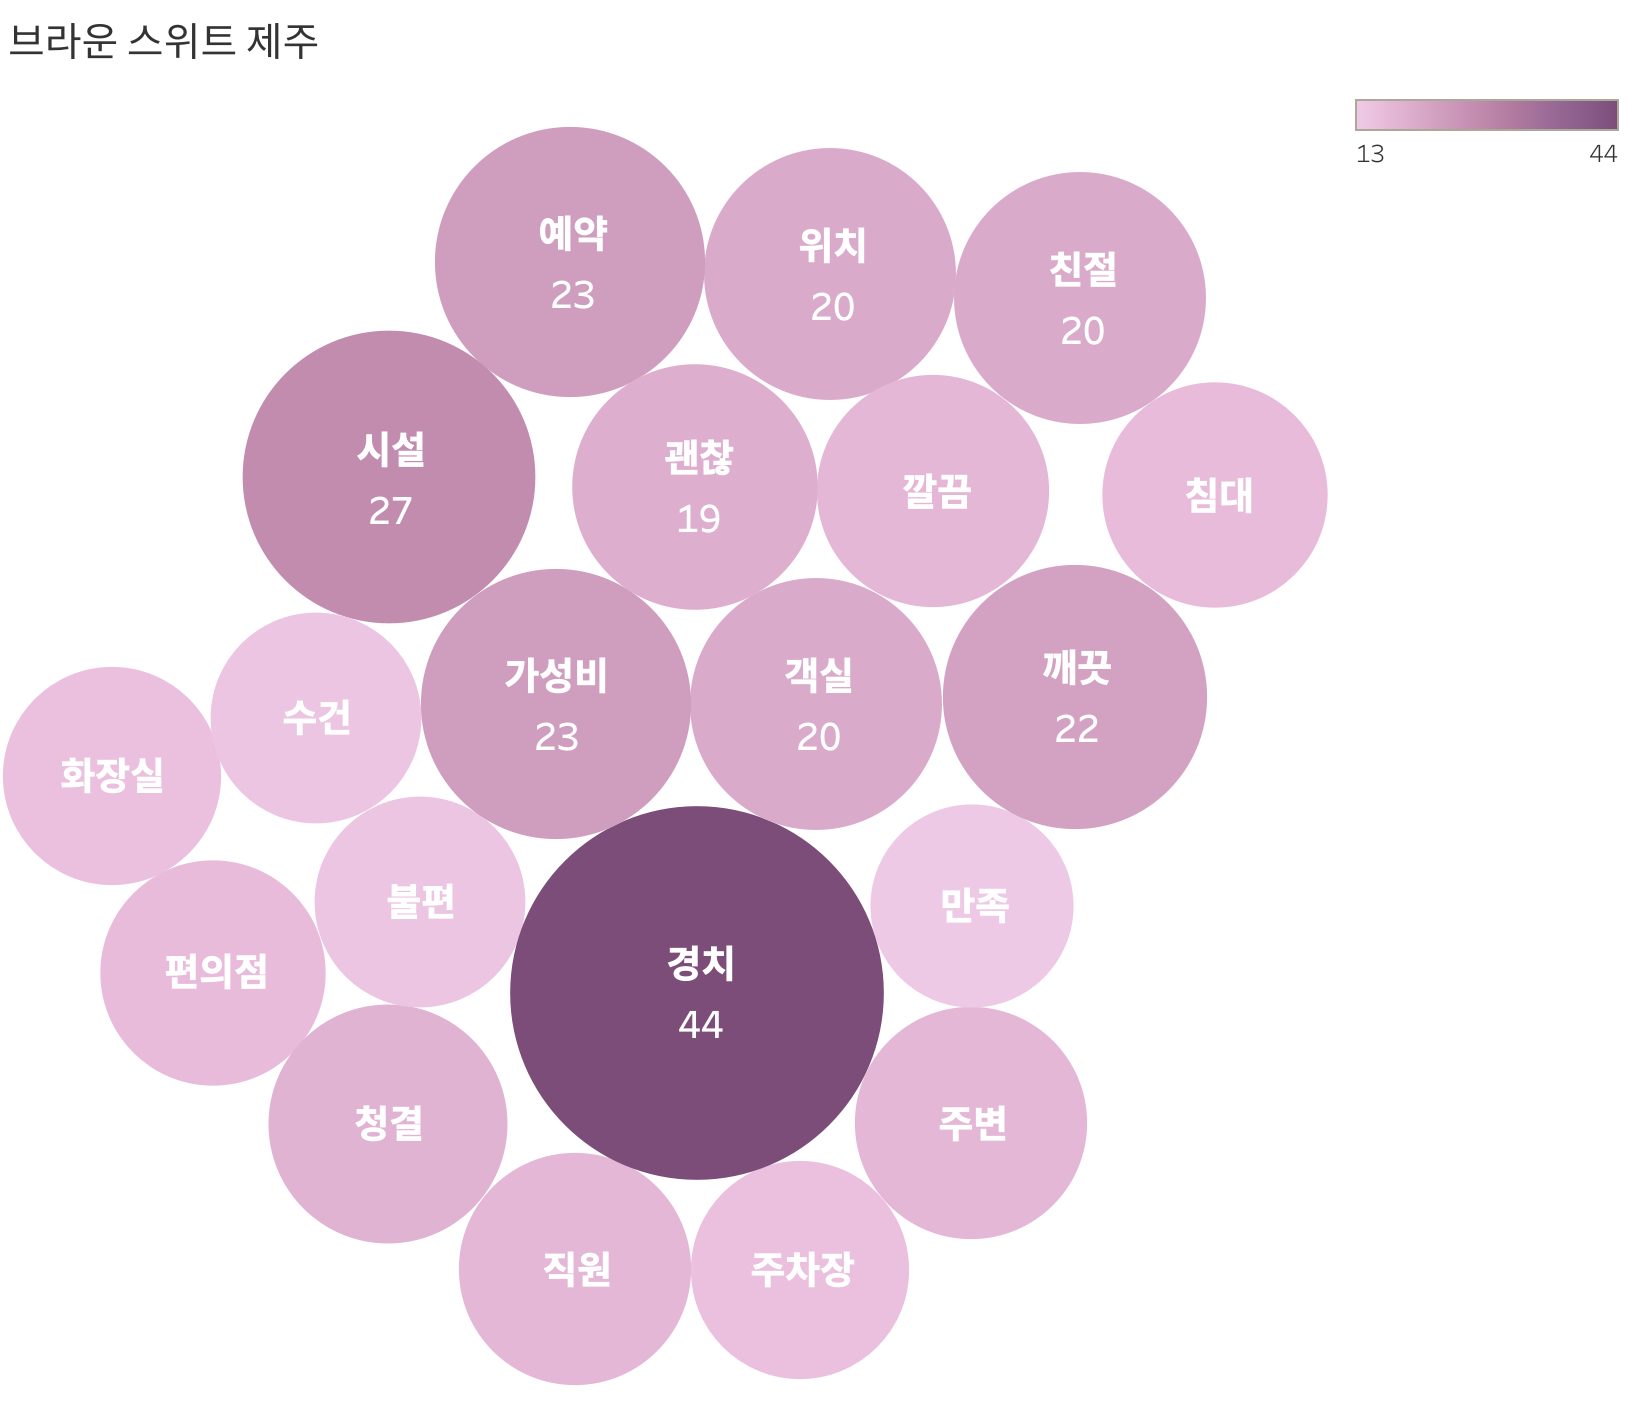 브라운 스위트 제주
13 44
예약
23
위치
20
친절
20
시설
27
괜찮
19
깔끔
침대
가성비
23
객실
20
깨끗
22
수건
화장실
불편
만족
편의점
경치
44
청결
주변
직원
주차장